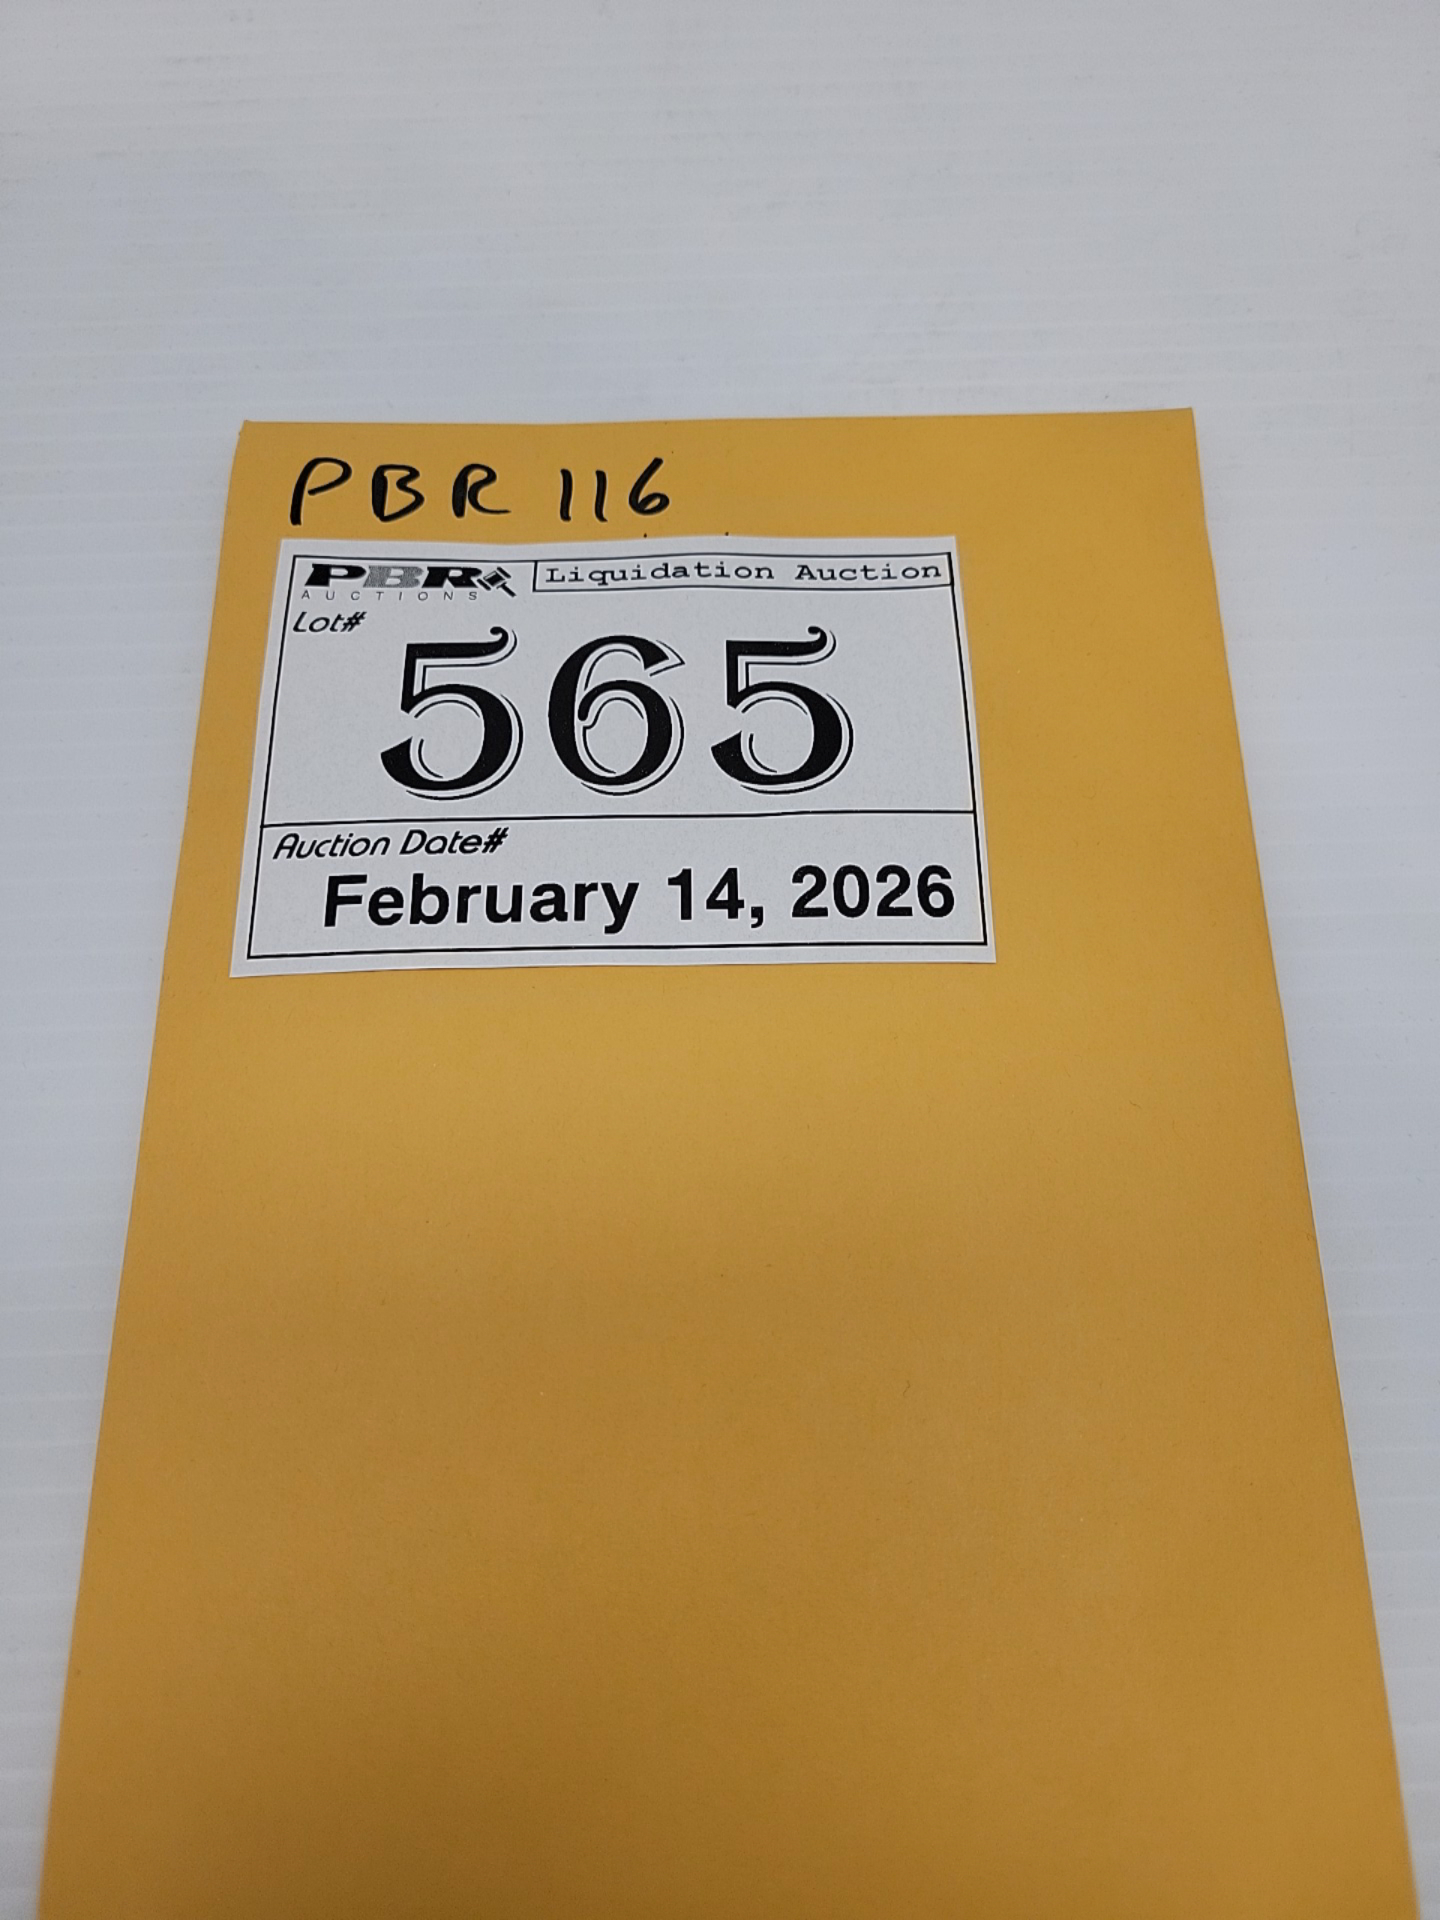 PBR 116
PBR Liquidation Auction
AUCTIONS
Lot#
565
Auction Date#
February 14, 2026